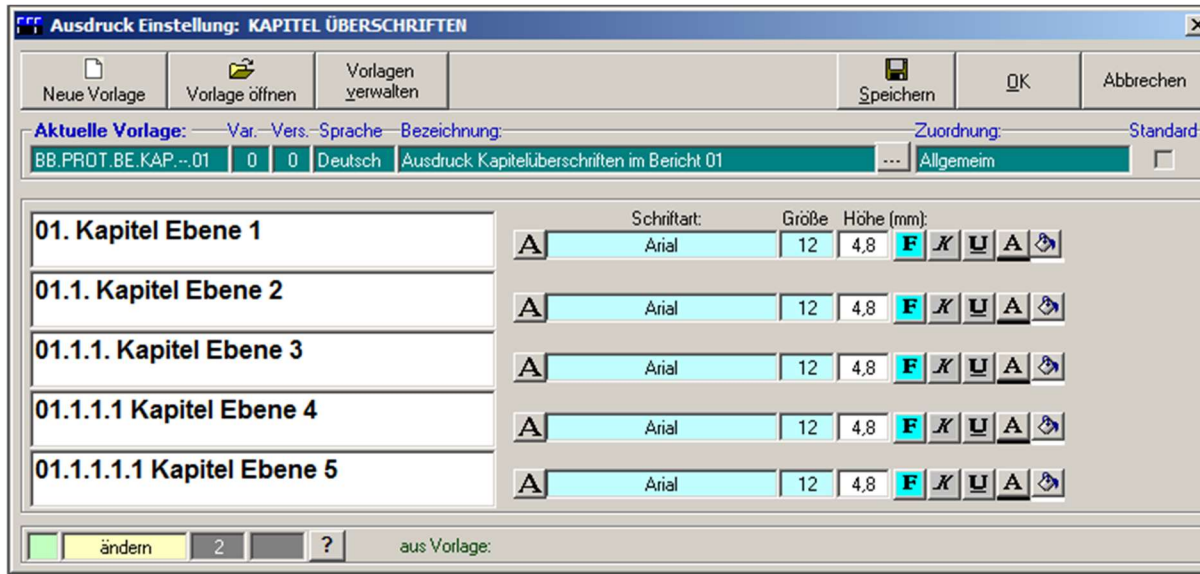 Ausdruck Einstellung: KAPITEL ÜBERSCHRIFTEN
Neue Vorlage Vorlage öffnen Vorlagen verwalten Speichern OK Abbrechen
Aktuelle Vorlage: Var. Vers. Sprache Bezeichnung: Zuordnung: Standard
BB.PROT.BE.KAP.--.01 0 0 Deutsch Ausdruck Kapitelüberschriften im Bericht 01 ... Allgemeim
Schriftart: Größe Höhe (mm):
01. Kapitel Ebene 1 A Arial 12 4,8 F K U A
01.1. Kapitel Ebene 2 A Arial 12 4,8 F K U A
01.1.1. Kapitel Ebene 3 A Arial 12 4,8 F K U A
01.1.1.1 Kapitel Ebene 4 A Arial 12 4,8 F K U A
01.1.1.1.1 Kapitel Ebene 5 A Arial 12 4,8 F K U A
ändern 2 ? aus Vorlage: